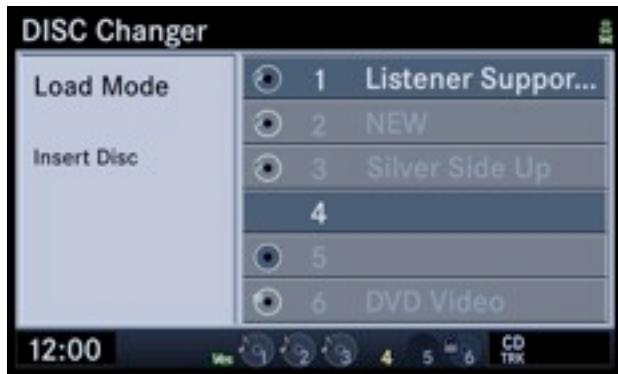 DISC Changer
Load Mode
Insert Disc
1 Listener Suppor...
2 NEW
3 Silver Side Up
4
5
6 DVD Video
12:00
Ves 1 2 3 4 5 6 CD
TRK